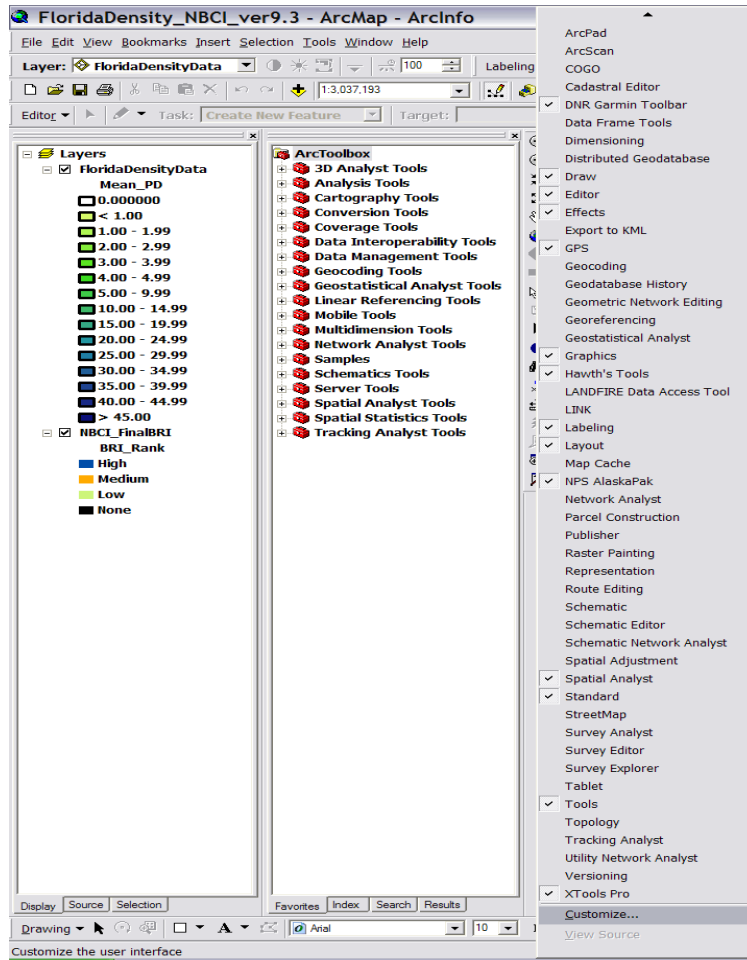 FloridaDensity_NBCI_ver9.3 - ArcMap - ArcInfo
File Edit View Bookmarks Insert Selection Tools Window Help
Layer: FloridaDensityData 100 Labeling
1:3,037,193
Editor Task: Create New Feature Target:
Layers
FloridaDensityData
Mean_PD
0.000000
< 1.00
1.00 - 1.99
2.00 - 2.99
3.00 - 3.99
4.00 - 4.99
5.00 - 9.99
10.00 - 14.99
15.00 - 19.99
20.00 - 24.99
25.00 - 29.99
30.00 - 34.99
35.00 - 39.99
40.00 - 44.99
> 45.00
NBCI_FinalBRI
BRI_Rank
High
Medium
Low
None
Display Source Selection
ArcToolbox
3D Analyst Tools
Analysis Tools
Cartography Tools
Conversion Tools
Coverage Tools
Data Interoperability Tools
Data Management Tools
Geocoding Tools
Geostatistical Analyst Tools
Linear Referencing Tools
Mobile Tools
Multidimension Tools
Network Analyst Tools
Samples
Schematics Tools
Server Tools
Spatial Analyst Tools
Spatial Statistics Tools
Tracking Analyst Tools
Favorites Index Search Results
ArcPad
ArcScan
COGO
Cadastral Editor
DNR Garmin Toolbar
Data Frame Tools
Dimensioning
Distributed Geodatabase
Draw
Editor
Effects
Export to KML
GPS
Geocoding
Geodatabase History
Geometric Network Editing
Georeferencing
Geostatistical Analyst
Graphics
Hawth's Tools
LANDFIRE Data Access Tool
LINK
Labeling
Layout
Map Cache
NPS AlaskaPak
Network Analyst
Parcel Construction
Publisher
Raster Painting
Representation
Route Editing
Schematic
Schematic Editor
Schematic Network Analyst
Spatial Adjustment
Spatial Analyst
Standard
StreetMap
Survey Analyst
Survey Editor
Survey Explorer
Tablet
Tools
Topology
Tracking Analyst
Utility Network Analyst
Versioning
XTools Pro
Customize...
View Source
Drawing A Arial 10
Customize the user interface